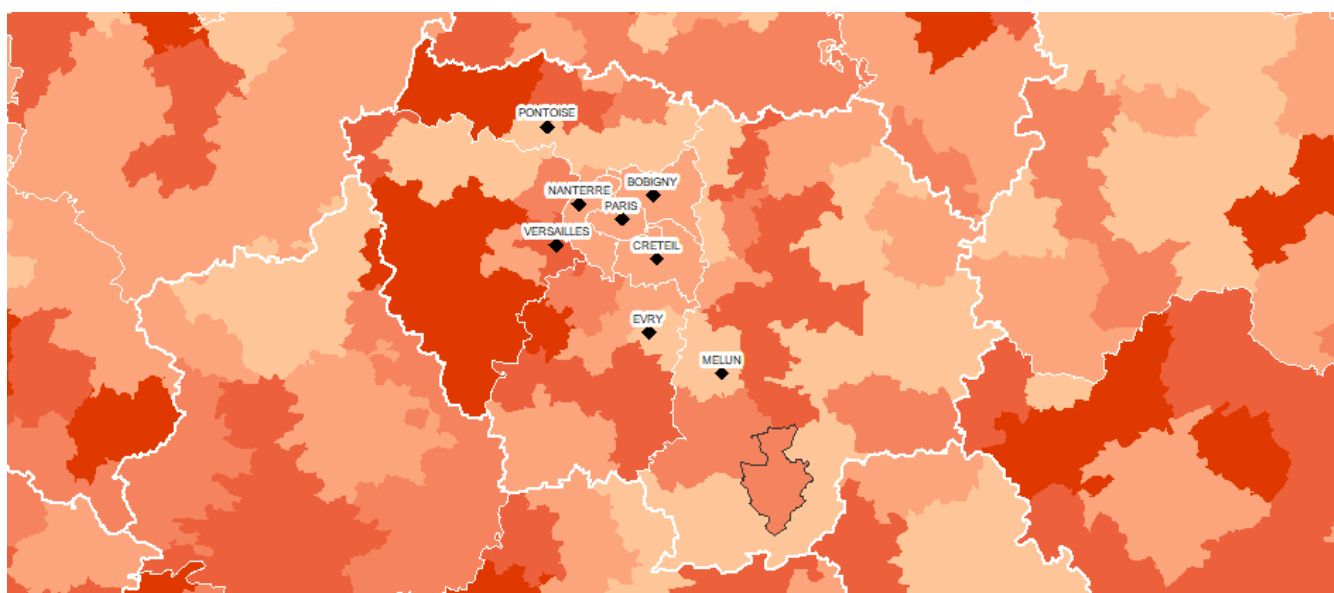 PONTOISE
BOBIGNY
NANTERRE
PARIS
VERSAILLES
CRETEIL
EVRY
MELUN